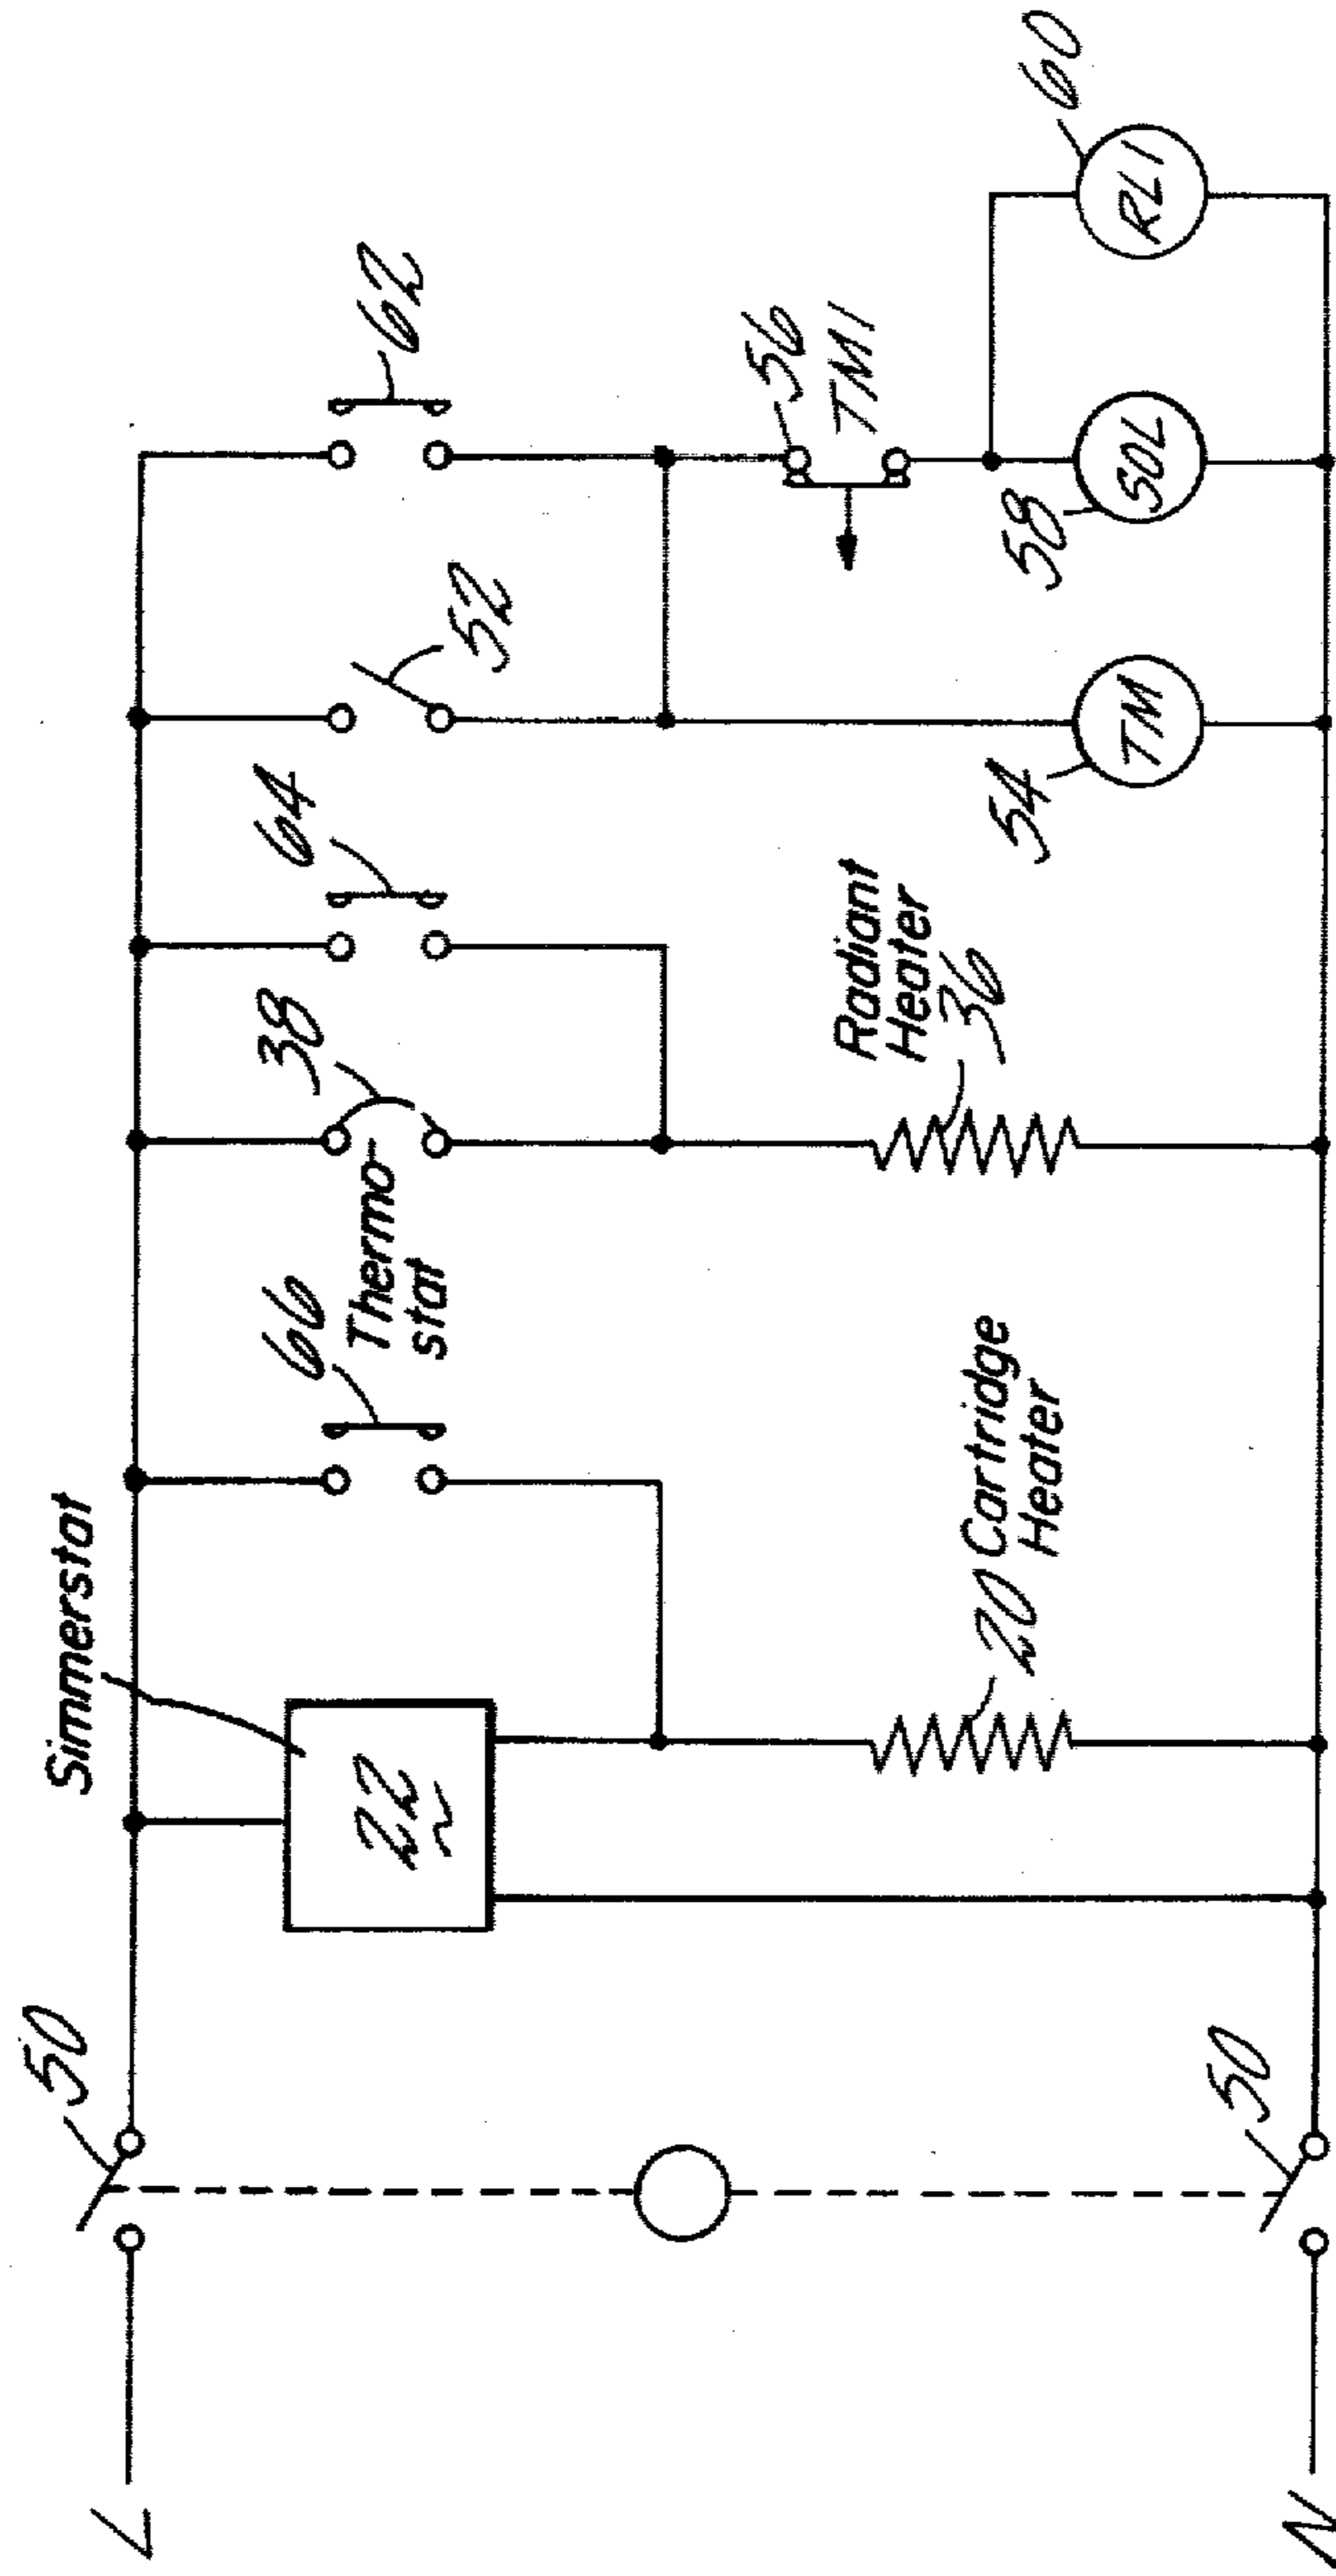 L
N
50
50
Simmerstat
22
66
Thermo-
stat
38
64
52
62
20 Cartridge
Heater
Radiant
Heater
36
54
TM
56
TM1
58
SOL
60
RL1